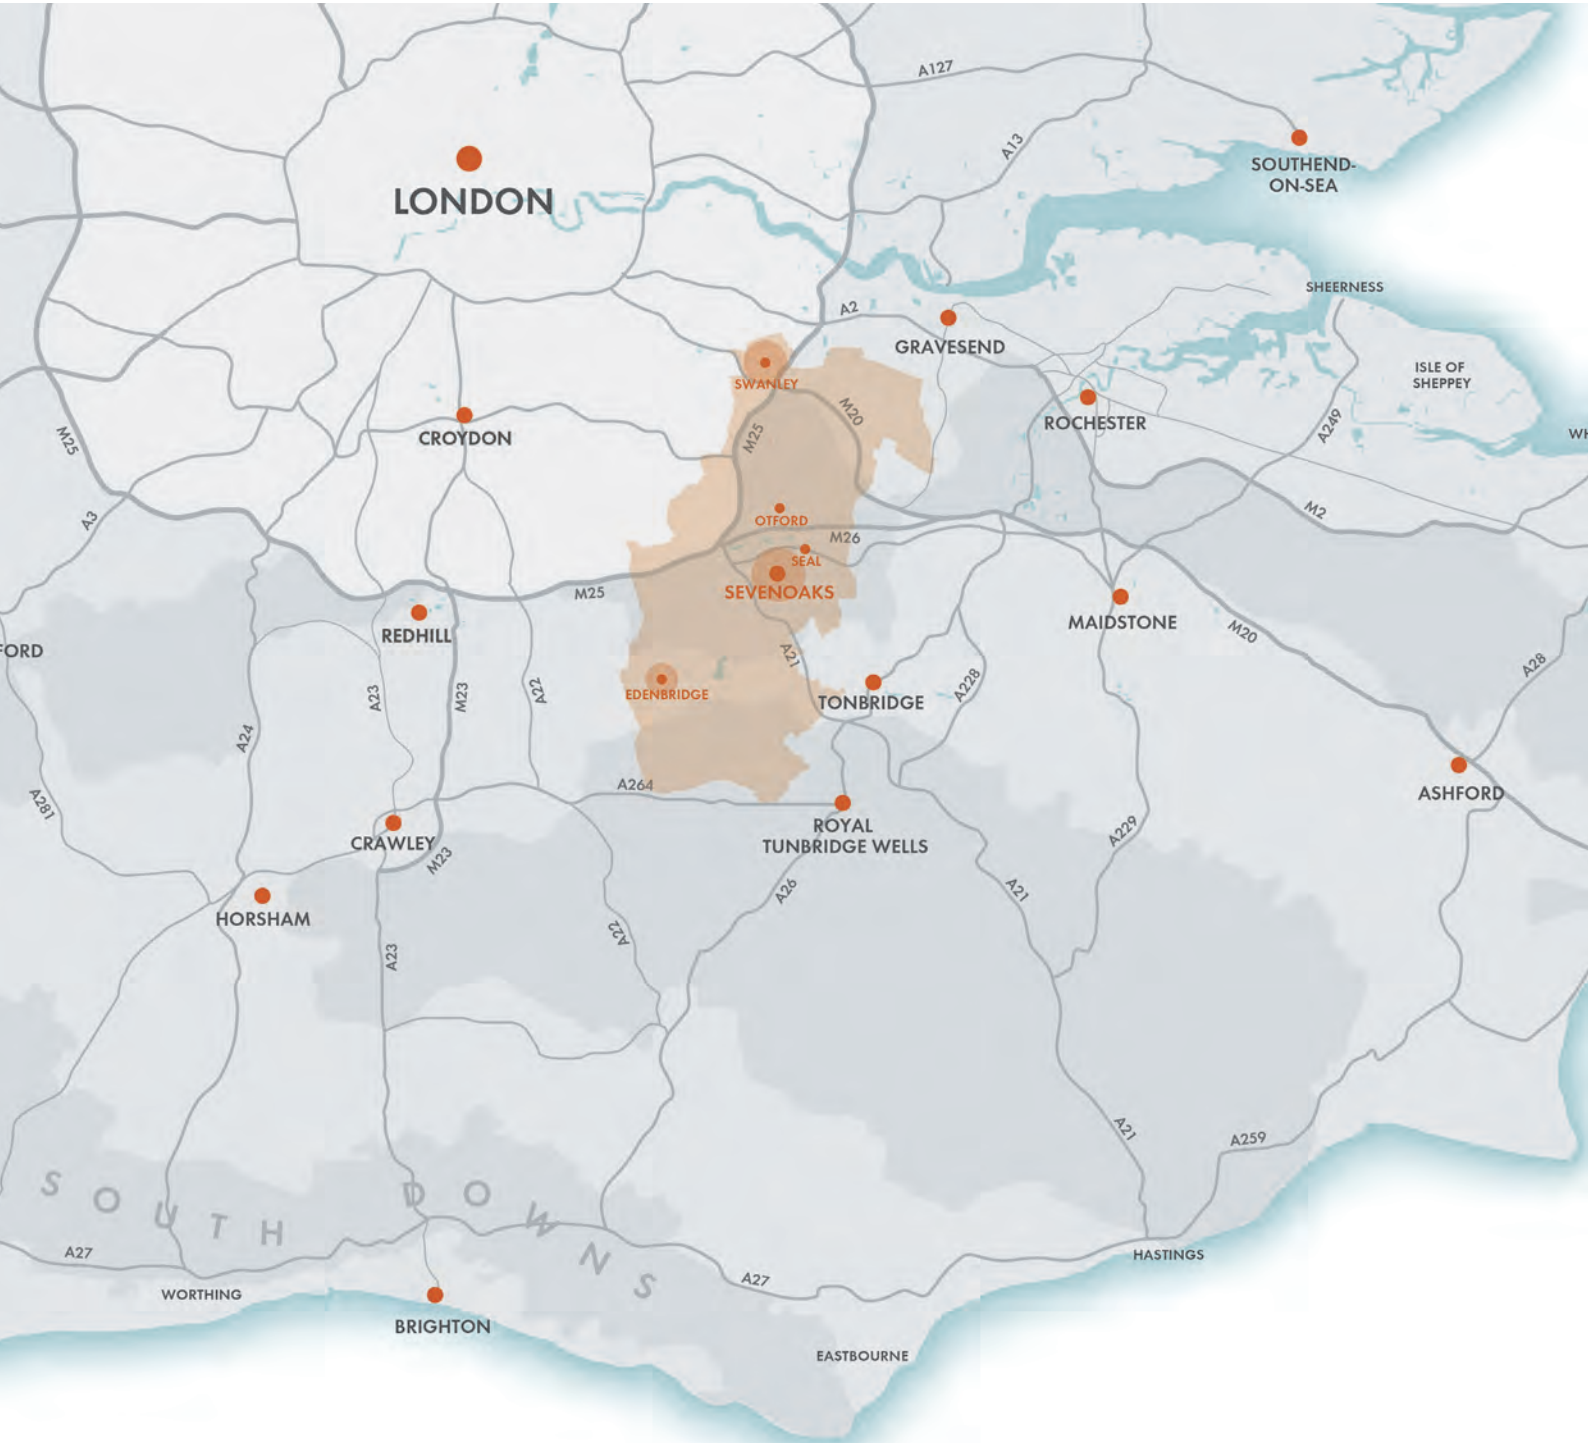 A127
A13
SOUTHEND-
ON-SEA
LONDON
SHEERNESS
A2
GRAVESEND
ISLE OF
SHEPPEY
SWANLEY
M20
ROCHESTER
A249
WH
M25
CROYDON
M25
A3
OTFORD
M2
M26
SEAL
SEVENOAKS
M25
REDHILL
MAIDSTONE
M20
FORD
A21
A28
EDENBRIDGE
TONBRIDGE
A228
A23
M23
A22
A24
A264
A281
ASHFORD
ROYAL
TUNBRIDGE WELLS
CRAWLEY
M23
A229
A26
A21
HORSHAM
A22
A23
A21
A259
SOUTH DOWNS
A27
WORTHING
A27
HASTINGS
BRIGHTON
EASTBOURNE